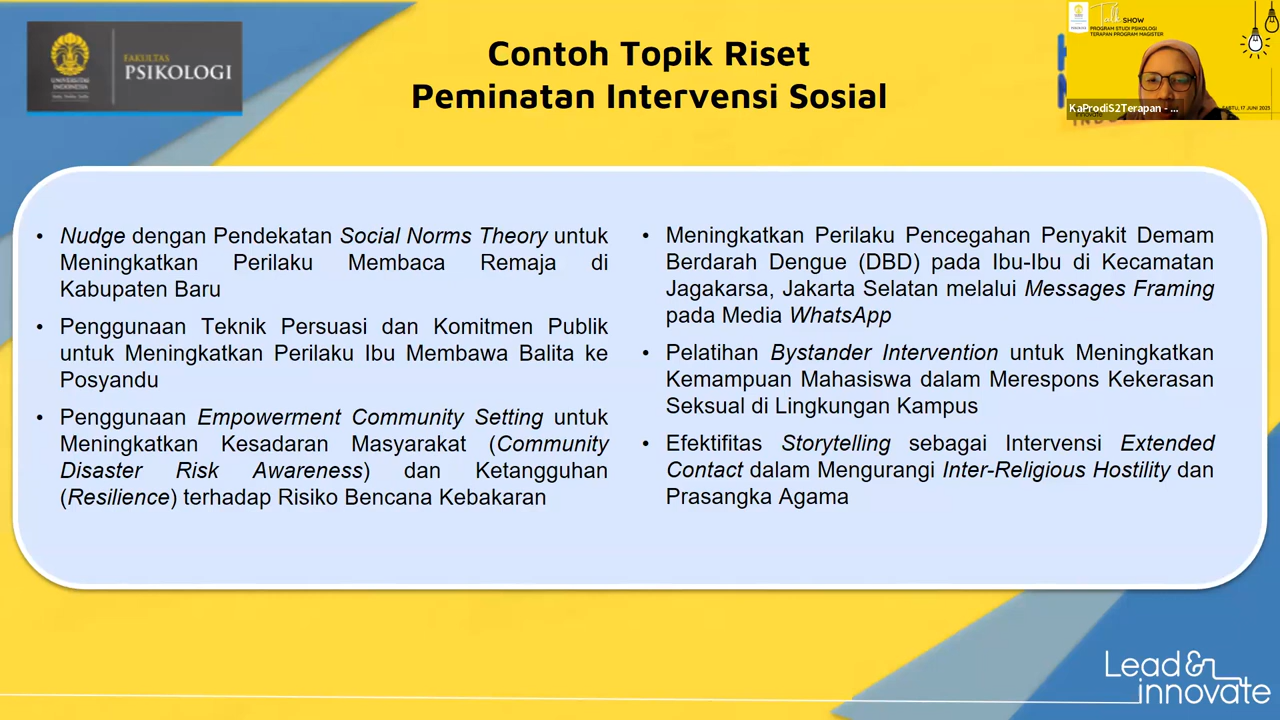 UNIVERSITAS
INDONESIA
FAKULTAS
PSIKOLOGI
Contoh Topik Riset
Peminatan Intervensi Sosial
Talk SHOW
PROGRAM STUDI PSIKOLOGI
TERAPAN PROGRAM MAGISTER
KaProdiS2Terapan - ...
SABTU, 17 JUNI 2023
innovate
• Nudge dengan Pendekatan Social Norms Theory untuk
Meningkatkan Perilaku Membaca Remaja di
Kabupaten Baru
• Penggunaan Teknik Persuasi dan Komitmen Publik
untuk Meningkatkan Perilaku Ibu Membawa Balita ke
Posyandu
• Penggunaan Empowerment Community Setting untuk
Meningkatkan Kesadaran Masyarakat (Community
Disaster Risk Awareness) dan Ketangguhan
(Resilience) terhadap Risiko Bencana Kebakaran
• Meningkatkan Perilaku Pencegahan Penyakit Demam
Berdarah Dengue (DBD) pada Ibu-Ibu di Kecamatan
Jagakarsa, Jakarta Selatan melalui Messages Framing
pada Media WhatsApp
• Pelatihan Bystander Intervention untuk Meningkatkan
Kemampuan Mahasiswa dalam Merespons Kekerasan
Seksual di Lingkungan Kampus
• Efektifitas Storytelling sebagai Intervensi Extended
Contact dalam Mengurangi Inter-Religious Hostility dan
Prasangka Agama
Lead &
innovate